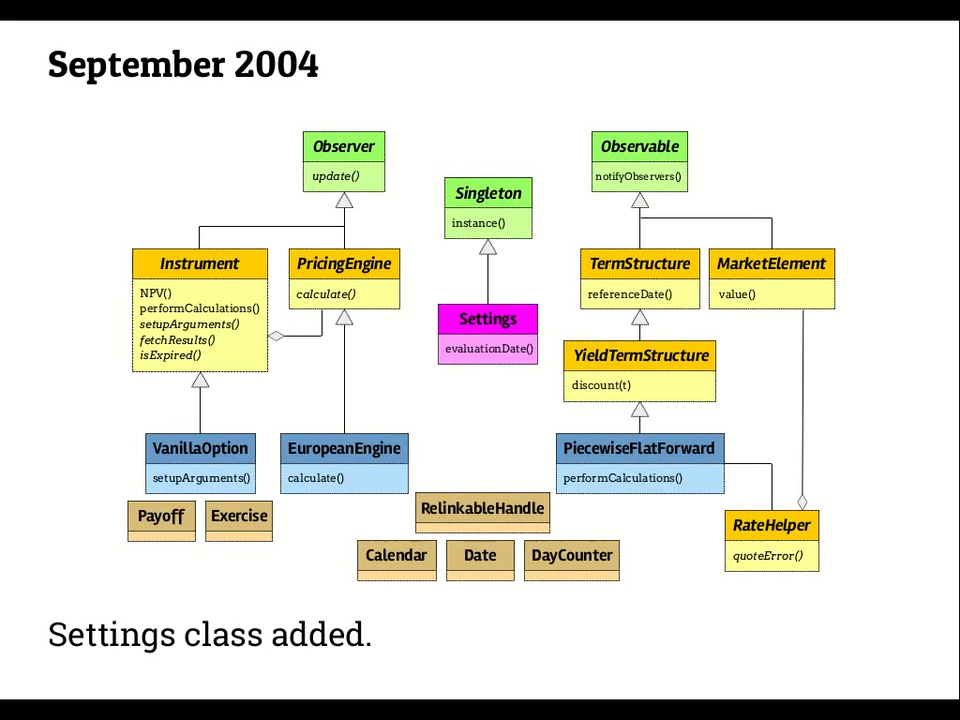 September 2004
Observer
update()
Observable
notifyObservers()
Singleton
instance()
Instrument
NPV()
performCalculations()
setupArguments()
fetchResults()
isExpired()
PricingEngine
calculate()
Settings
evaluationDate()
TermStructure
referenceDate()
MarketElement
value()
YieldTermStructure
discount(t)
VanillaOption
setupArguments()
EuropeanEngine
calculate()
PiecewiseFlatForward
performCalculations()
Payoff
Exercise
RelinkableHandle
RateHelper
quoteError()
Calendar
Date
DayCounter
Settings class added.